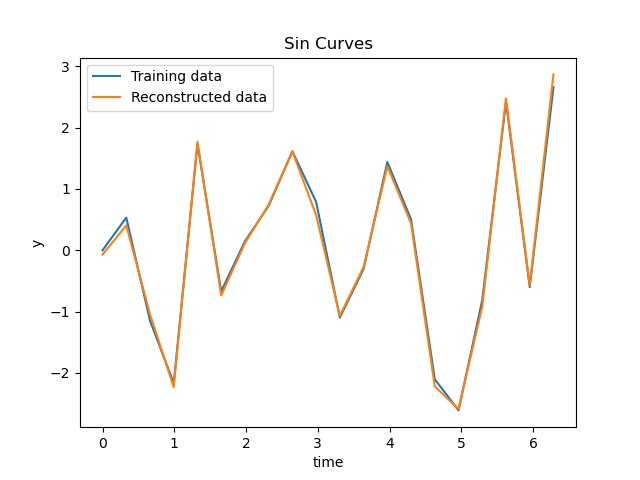 Sin Curves
Training data
Reconstructed data
3
2
1
0
−1
−2
y
0 1 2 3 4 5 6
time